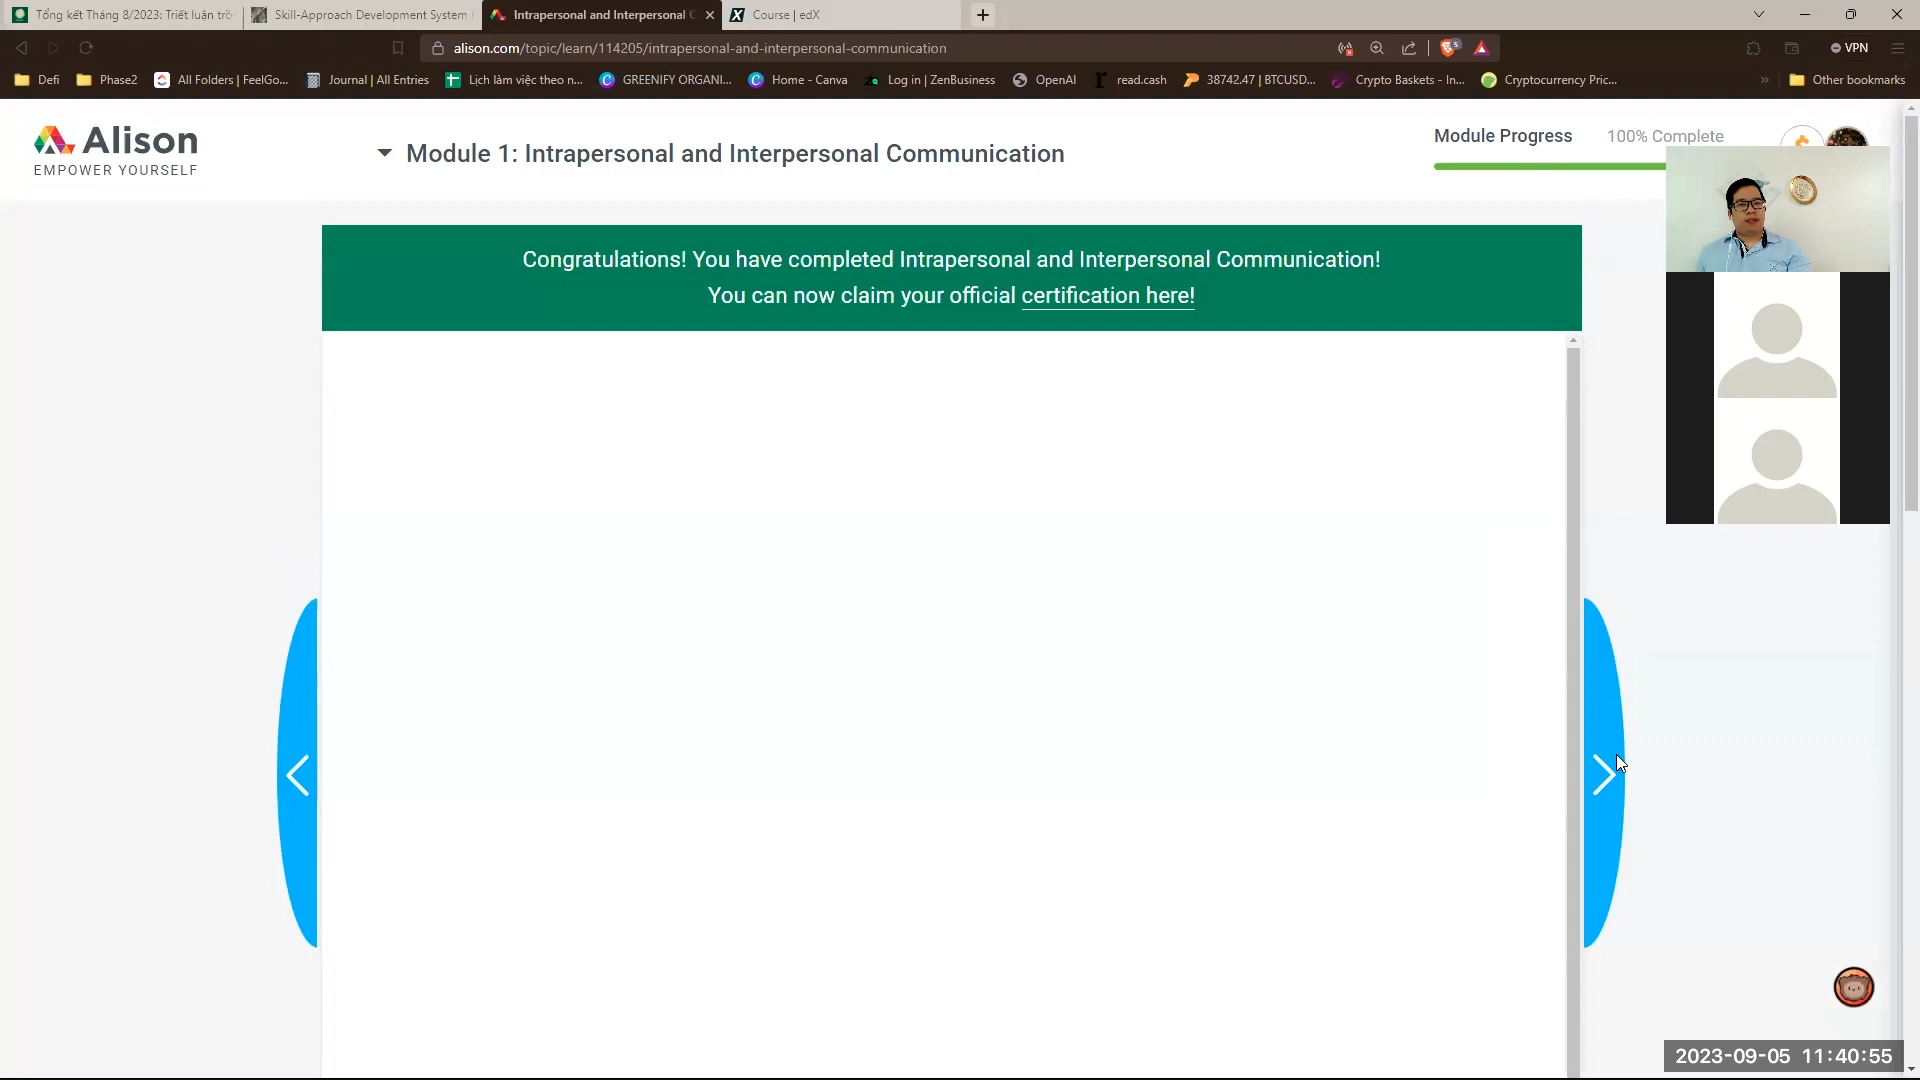 Tổng kết Tháng 8/2023: Triết luận trò
Skill-Approach Development System
Intrapersonal and Interpersonal C
Course | edX
alison.com/topic/learn/114205/intrapersonal-and-interpersonal-communication
5
VPN
Defi
Phase2
All Folders | FeelGo...
Journal | All Entries
Lịch làm việc theo n...
GREENIFY ORGANI...
Home - Canva
Log in | ZenBusiness
OpenAI
read.cash
38742.47 | BTCUSD...
Crypto Baskets - In...
Cryptocurrency Pric...
Other bookmarks
Alison
EMPOWER YOURSELF
Module 1: Intrapersonal and Interpersonal Communication
Module Progress 100% Complete
Congratulations! You have completed Intrapersonal and Interpersonal Communication!
You can now claim your official certification here!
2023-09-05 11:40:55